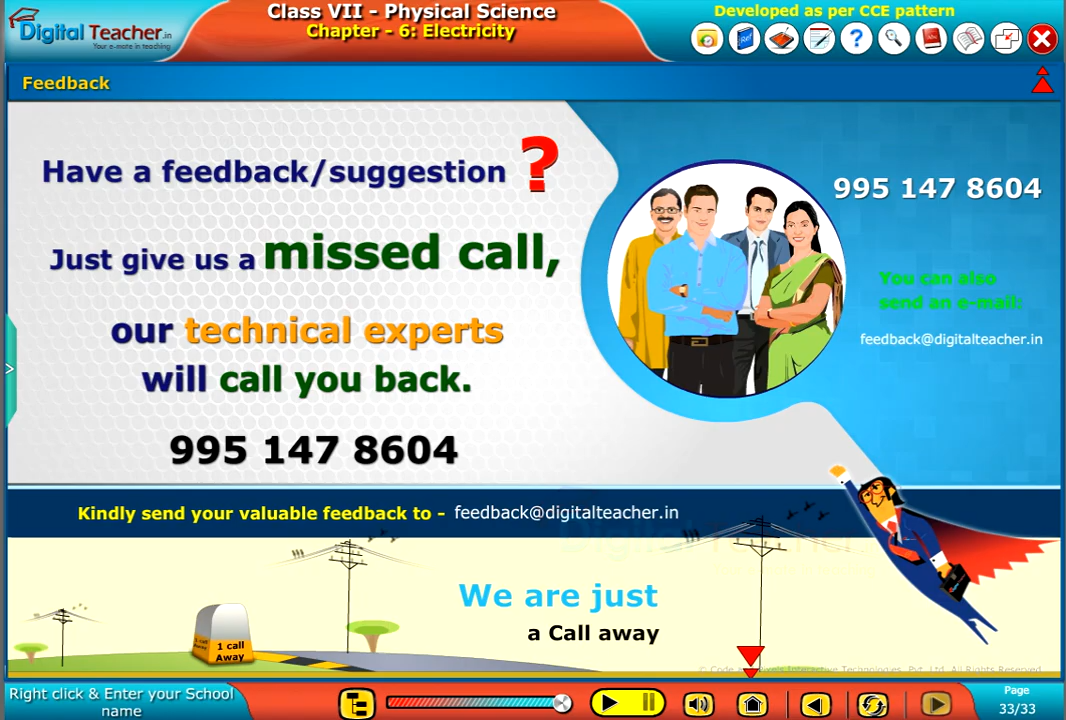 Digital Teacher.in
Your e-mate in teaching
Class VII - Physical Science
Chapter - 6: Electricity
Developed as per CCE pattern
Feedback
Have a feedback/suggestion ?
Just give us a missed call,
our technical experts
will call you back.
995 147 8604
995 147 8604
You can also
send an e-mail:
feedback@digitalteacher.in
Kindly send your valuable feedback to - feedback@digitalteacher.in
We are just
a Call away
1 call
Away
Right click & Enter your School
name
Page
33/33